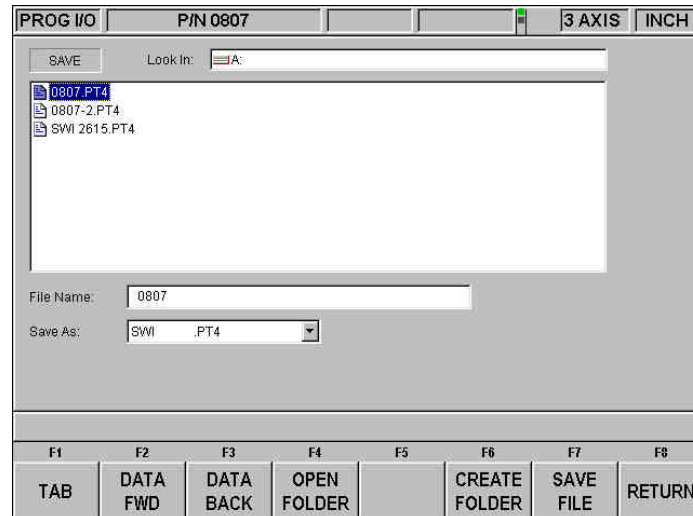 PROG I/O P/N 0807 3 AXIS INCH
SAVE Look In: A:
0807.PT4
0807-2.PT4
SWI 2615.PT4
File Name: 0807
Save As: SWI .PT4
F1 F2 F3 F4 F5 F6 F7 F8
TAB DATA FWD DATA BACK OPEN FOLDER CREATE FOLDER SAVE FILE RETURN